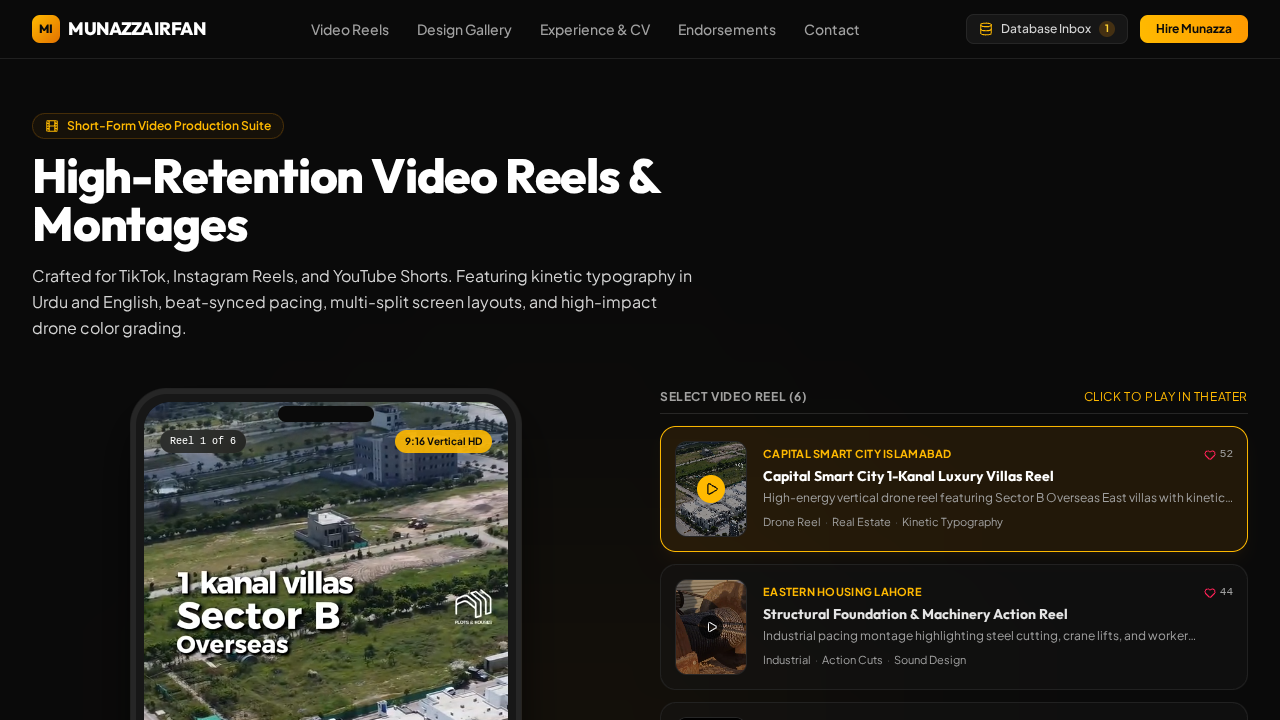 MI MUNAZZA IRFAN
Video Reels
Design Gallery
Experience & CV
Endorsements
Contact
Database Inbox 1
Hire Munazza
Short-Form Video Production Suite
High-Retention Video Reels &
Montages
Crafted for TikTok, Instagram Reels, and YouTube Shorts. Featuring kinetic typography in
Urdu and English, beat-synced pacing, multi-split screen layouts, and high-impact
drone color grading.
Reel 1 of 6
9:16 Vertical HD
1 kanal villas
Sector B
Overseas
PLOTS & HOUSES
SELECT VIDEO REEL (6)
CLICK TO PLAY IN THEATER
CAPITAL SMART CITY ISLAMABAD
52
Capital Smart City 1-Kanal Luxury Villas Reel
High-energy vertical drone reel featuring Sector B Overseas East villas with kinetic...
Drone Reel · Real Estate · Kinetic Typography
EASTERN HOUSING LAHORE
44
Structural Foundation & Machinery Action Reel
Industrial pacing montage highlighting steel cutting, crane lifts, and worker...
Industrial · Action Cuts · Sound Design